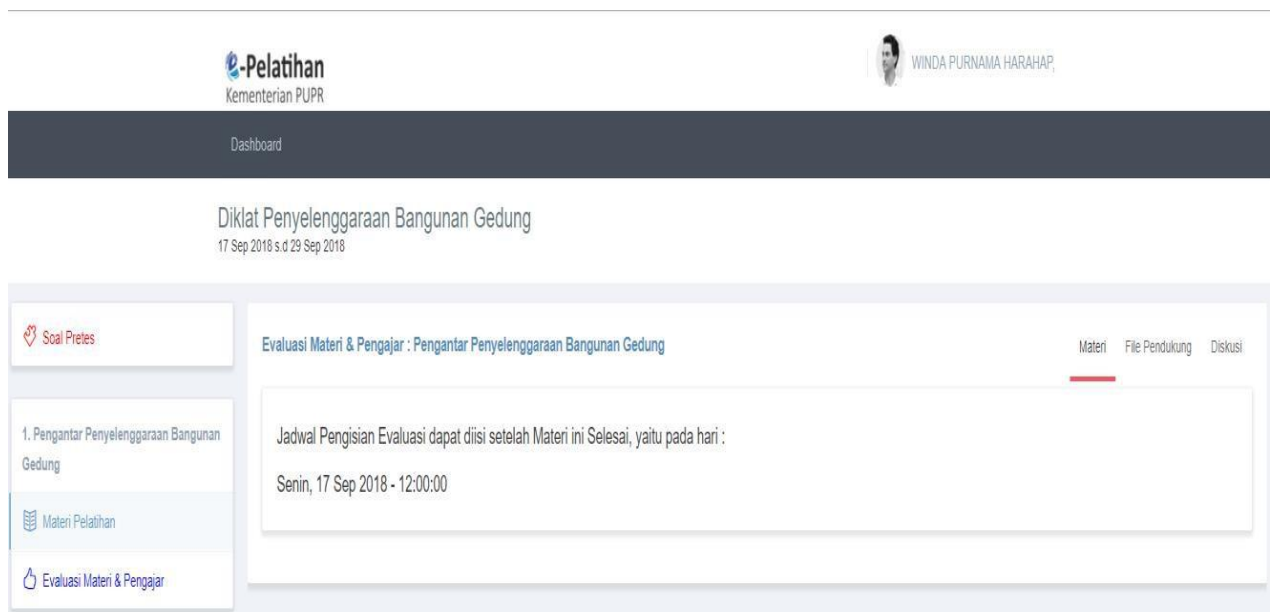 e-Pelatihan
Kementerian PUPR
WINDA PURNAMA HARAHAP,
Dashboard
Diklat Penyelenggaraan Bangunan Gedung
17 Sep 2018 s.d 29 Sep 2018
Soal Pretes
1. Pengantar Penyelenggaraan Bangunan
Gedung
Materi Pelatihan
Evaluasi Materi & Pengajar
Evaluasi Materi & Pengajar : Pengantar Penyelenggaraan Bangunan Gedung
Materi File Pendukung Diskusi
Jadwal Pengisian Evaluasi dapat diisi setelah Materi ini Selesai, yaitu pada hari :
Senin, 17 Sep 2018 - 12:00:00